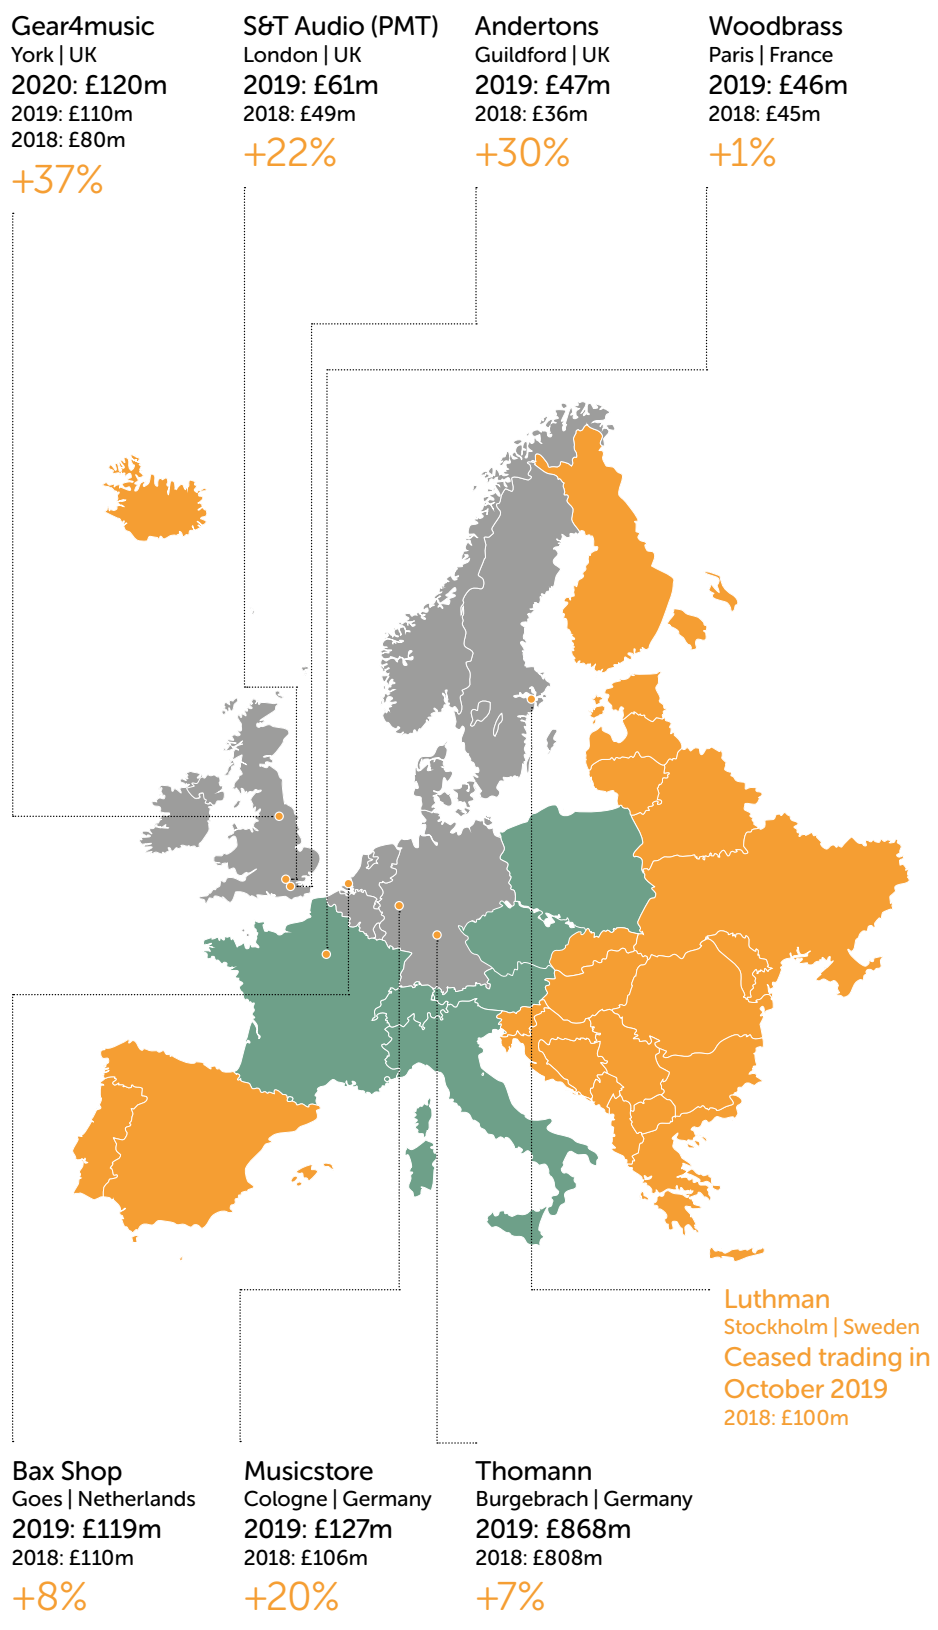 Gear4music
York | UK
2020: £120m
2019: £110m
2018: £80m
+37%
S&T Audio (PMT)
London | UK
2019: £61m
2018: £49m
+22%
Andertons
Guildford | UK
2019: £47m
2018: £36m
+30%
Woodbrass
Paris | France
2019: £46m
2018: £45m
+1%
Luthman
Stockholm | Sweden
Ceased trading in
October 2019
2018: £100m
Bax Shop
Goes | Netherlands
2019: £119m
2018: £110m
+8%
Musicstore
Cologne | Germany
2019: £127m
2018: £106m
+20%
Thomann
Burgebrach | Germany
2019: £868m
2018: £808m
+7%